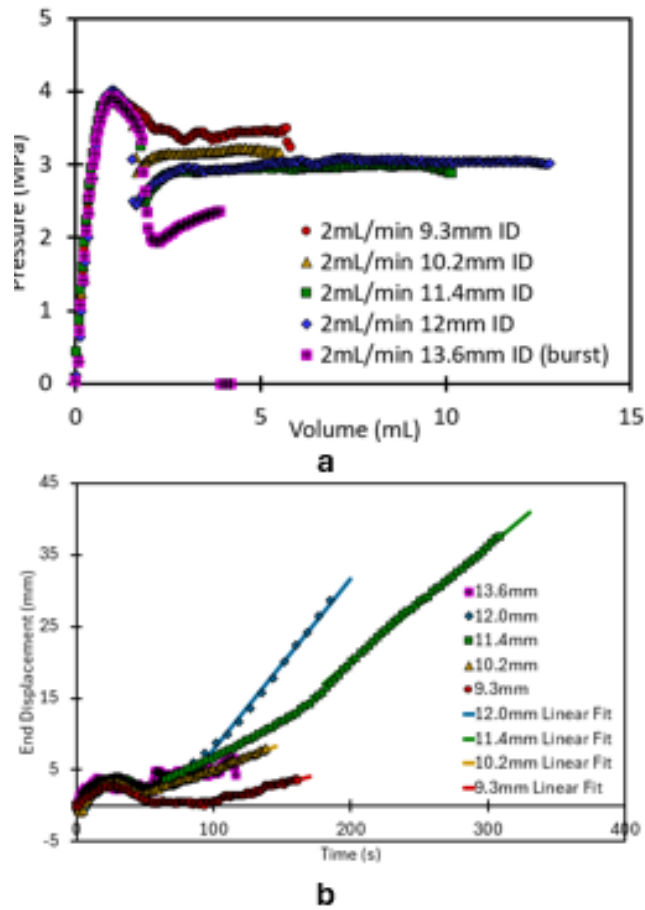 5
4
3
2
1
0
Pressure (MPa)
2mL/min 9.3mm ID
2mL/min 10.2mm ID
2mL/min 11.4mm ID
2mL/min 12mm ID
2mL/min 13.6mm ID (burst)
0 5 10 15
Volume (mL)
a
45
35
25
15
5
-5
End Displacement (mm)
13.6mm
12.0mm
11.4mm
10.2mm
9.3mm
12.0mm Linear Fit
11.4mm Linear Fit
10.2mm Linear Fit
9.3mm Linear Fit
0 100 200 300 400
Time (s)
b